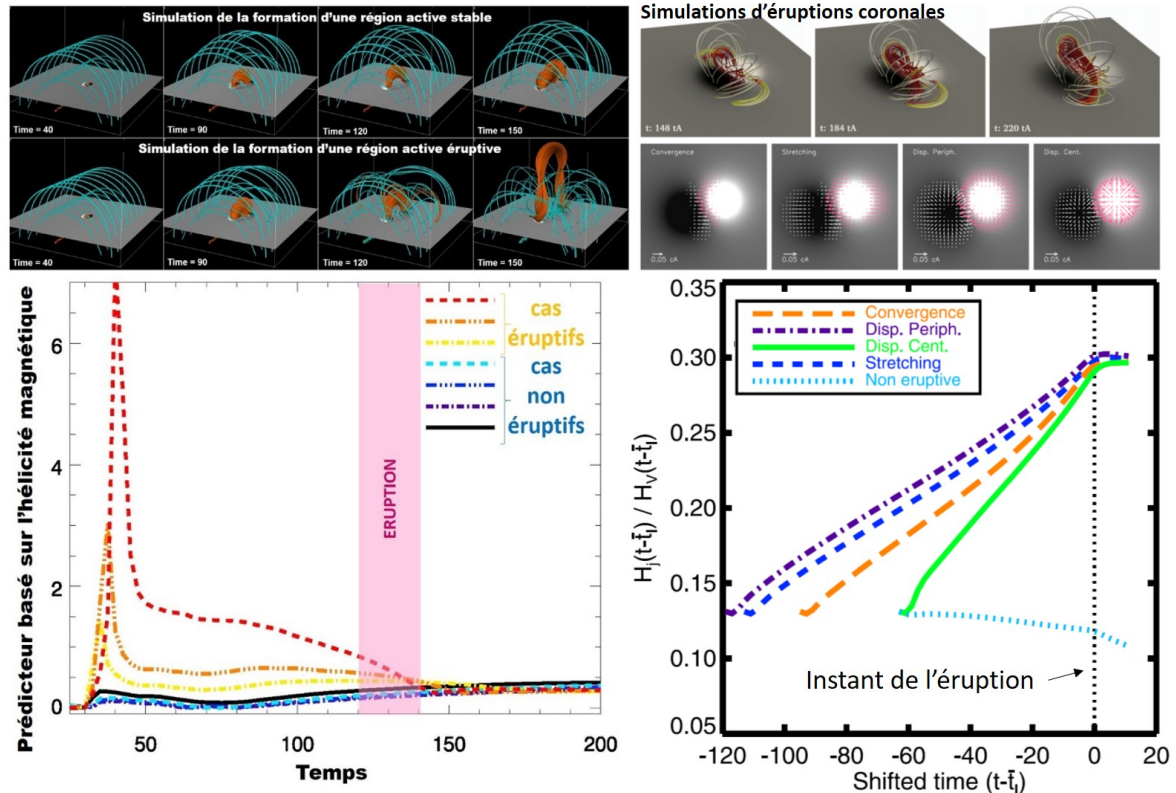 Simulation de la formation d'une région active stable
Time = 40
Time = 90
Time = 120
Time = 150
Simulation de la formation d'une région active éruptive
Time = 40
Time = 90
Time = 120
Time = 150
Simulations d'éruptions coronales
t: 148 tA
t: 184 tA
t: 220 tA
Convergence
Stretching
Disp. Periph.
Disp. Cent.
0.05 cA
0.05 cA
0.05 cA
0.05 cA
Prédicteur basé sur l'hélicité magnétique
6
4
2
0
cas
éruptifs
cas
non
éruptifs
ERUPTION
50
100
150
200
Temps
H_j(t-t̄_I) / H_V(t-t̄_I)
0.35
0.30
0.25
0.20
0.15
0.10
0.05
Convergence
Disp. Periph.
Disp. Cent.
Stretching
Non eruptive
Instant de l'éruption
-120
-100
-80
-60
-40
-20
0
20
Shifted time (t-t̄_I)